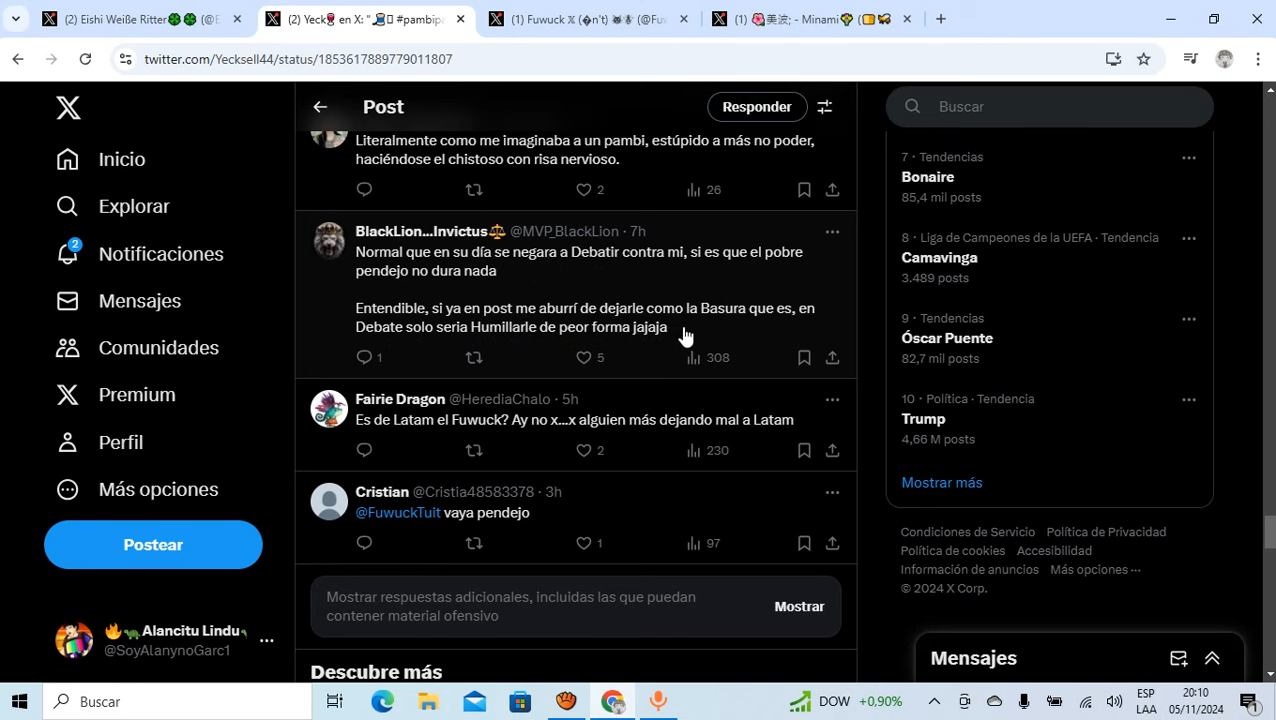 (2) Eishi Weiße Ritter🍀🍀 (@E
(2) Yeck🌹 en X: " #pambipa
(1) Fuwuck 𝕏 (�n't) (@Fu
(1) 🌺美波; - Minami
twitter.com/Yecksell44/status/1853617889779011807
Inicio
Explorar
2
Notificaciones
Mensajes
Comunidades
Premium
Perfil
Más opciones
Postear
🔥🐢Alancitu Lindu
@SoyAlanynoGarc1
Post
Responder
Literalmente como me imaginaba a un pambi, estúpido a más no poder,
haciéndose el chistoso con risa nervioso.
2
26
BlackLion...Invictus⚖ @MVP_BlackLion · 7h
Normal que en su día se negara a Debatir contra mi, si es que el pobre
pendejo no dura nada
Entendible, si ya en post me aburrí de dejarle como la Basura que es, en
Debate solo seria Humillarle de peor forma jajaja
1
5
308
Fairie Dragon @HerediaChalo · 5h
Es de Latam el Fuwuck? Ay no x...x alguien más dejando mal a Latam
2
230
Cristian @Cristia48583378 · 3h
@FuwuckTuit vaya pendejo
1
97
Mostrar respuestas adicionales, incluidas las que puedan
contener material ofensivo
Mostrar
Descubre más
Buscar
7 · Tendencias
Bonaire
85,4 mil posts
8 · Liga de Campeones de la UEFA · Tendencia
Camavinga
3.489 posts
9 · Tendencias
Óscar Puente
82,7 mil posts
10 · Política · Tendencia
Trump
4,66 M posts
Mostrar más
Condiciones de Servicio Política de Privacidad
Política de cookies Accesibilidad
Información de anuncios Más opciones ···
© 2024 X Corp.
Mensajes
Buscar
DOW +0,90%
ESP
LAA
20:10
05/11/2024
1